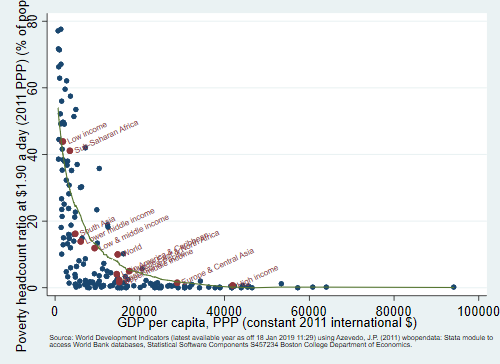 Poverty headcount ratio at $1.90 a day (2011 PPP) (% of pop
80
60
40
20
0
Low income
Sub-Saharan Africa
South Asia
Lower middle income
Low & middle income
World
Europe & Central Asia
High income
0
20000
40000
60000
80000
100000
GDP per capita, PPP (constant 2011 international $)
Source: World Development Indicators (latest available year as off 18 Jan 2019 11:29) using Azevedo, J.P. (2011) wbopendata: Stata module to
access World Bank databases, Statistical Software Components S457234 Boston College Department of Economics.